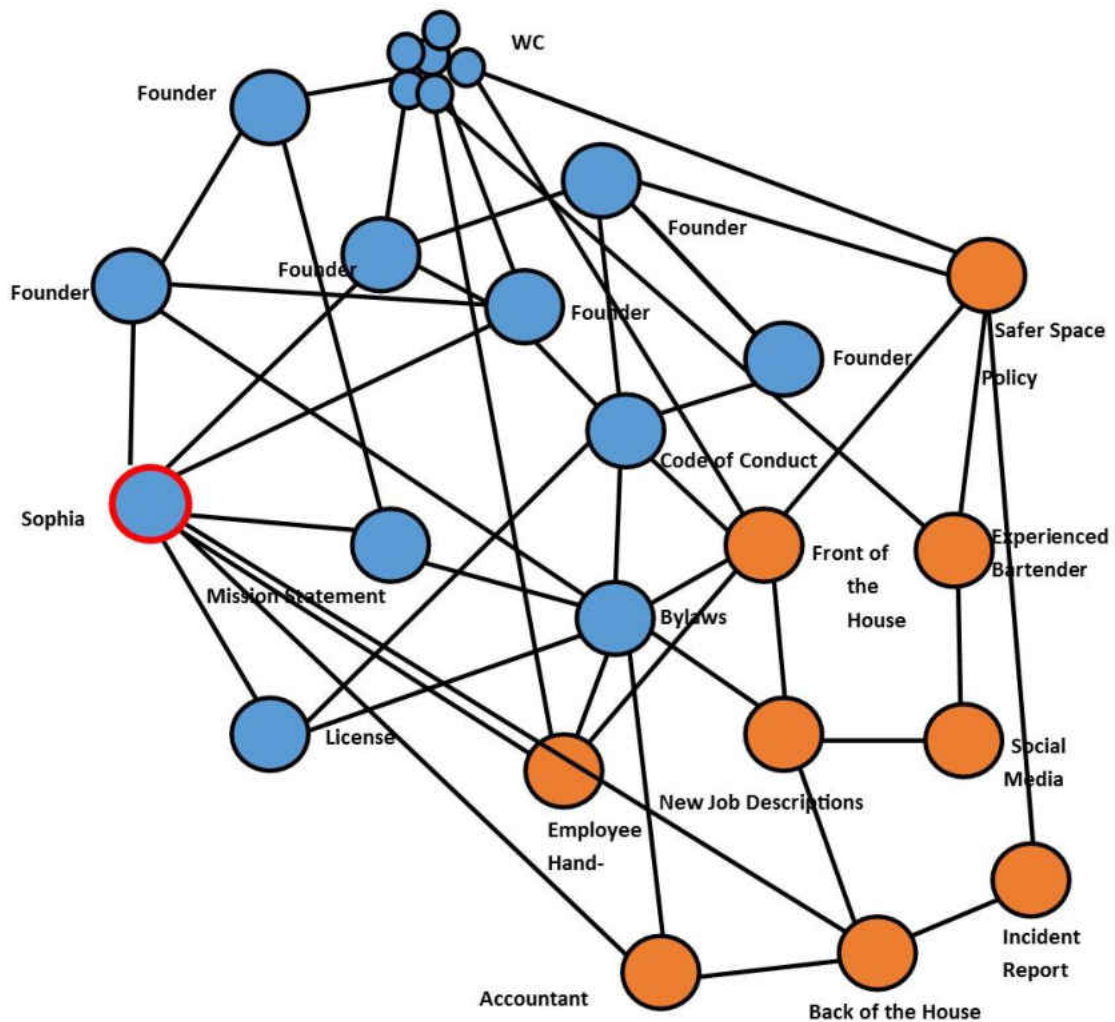 WC
Founder
Founder
Founder
Founder
Founder
Safer Space
Policy
Founder
Code of Conduct
Sophia
Experienced
Bartender
Front of
the
House
Mission Statement
Bylaws
License
Social
Media
New Job Descriptions
Employee
Hand-
Incident
Report
Accountant
Back of the House